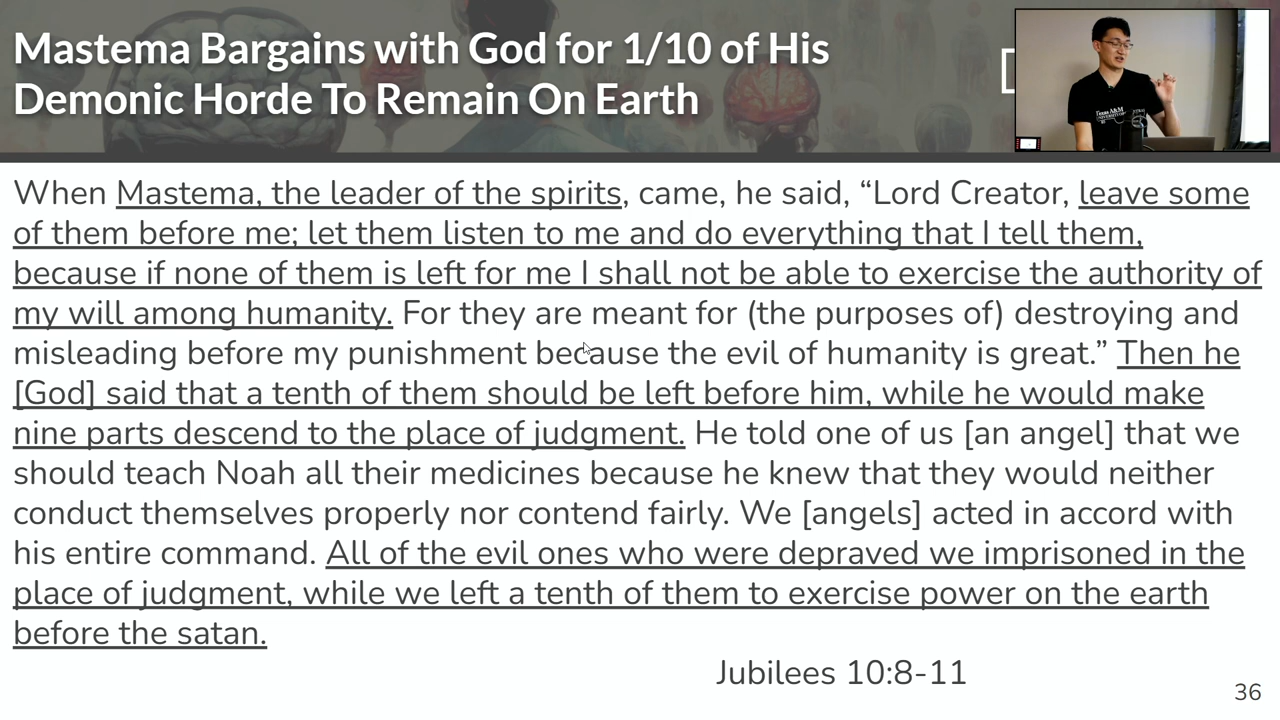 Mastema Bargains with God for 1/10 of His
Demonic Horde To Remain On Earth
When Mastema, the leader of the spirits, came, he said, “Lord Creator, leave some
of them before me; let them listen to me and do everything that I tell them,
because if none of them is left for me I shall not be able to exercise the authority of
my will among humanity. For they are meant for (the purposes of) destroying and
misleading before my punishment because the evil of humanity is great.” Then he
[God] said that a tenth of them should be left before him, while he would make
nine parts descend to the place of judgment. He told one of us [an angel] that we
should teach Noah all their medicines because he knew that they would neither
conduct themselves properly nor contend fairly. We [angels] acted in accord with
his entire command. All of the evil ones who were depraved we imprisoned in the
place of judgment, while we left a tenth of them to exercise power on the earth
before the satan.
Jubilees 10:8-11
36